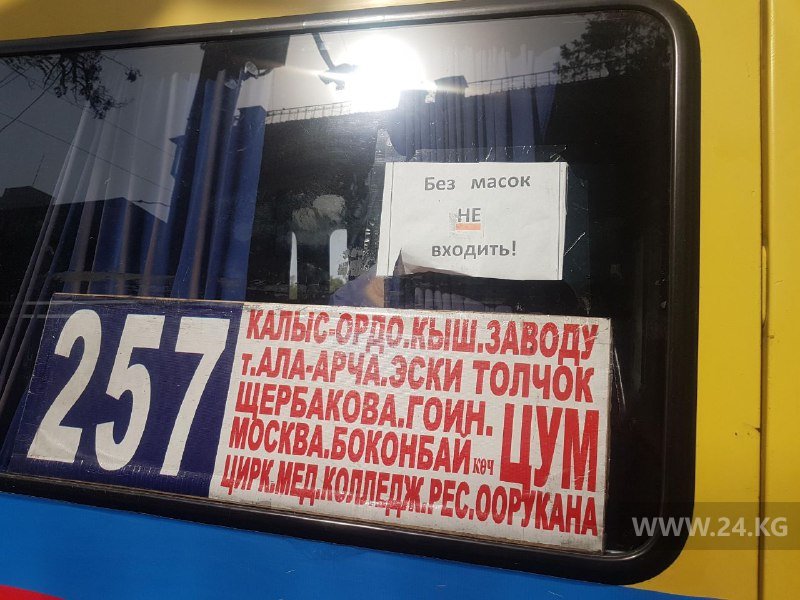 Без масок
НЕ
входить!
257
КАЛЫС-ОРДО.КЫШ.ЗАВОДУ
т.АЛА-АРЧА.ЭСКИ ТОЛЧОК
ЩЕРБАКОВА.ГОИН.
ЦУМ
МОСКВА.БОКОНБАЙ көч
ЦИРК.МЕД.КОЛЛЕДЖ.РЕС.ООРУКАНА
WWW.24.KG